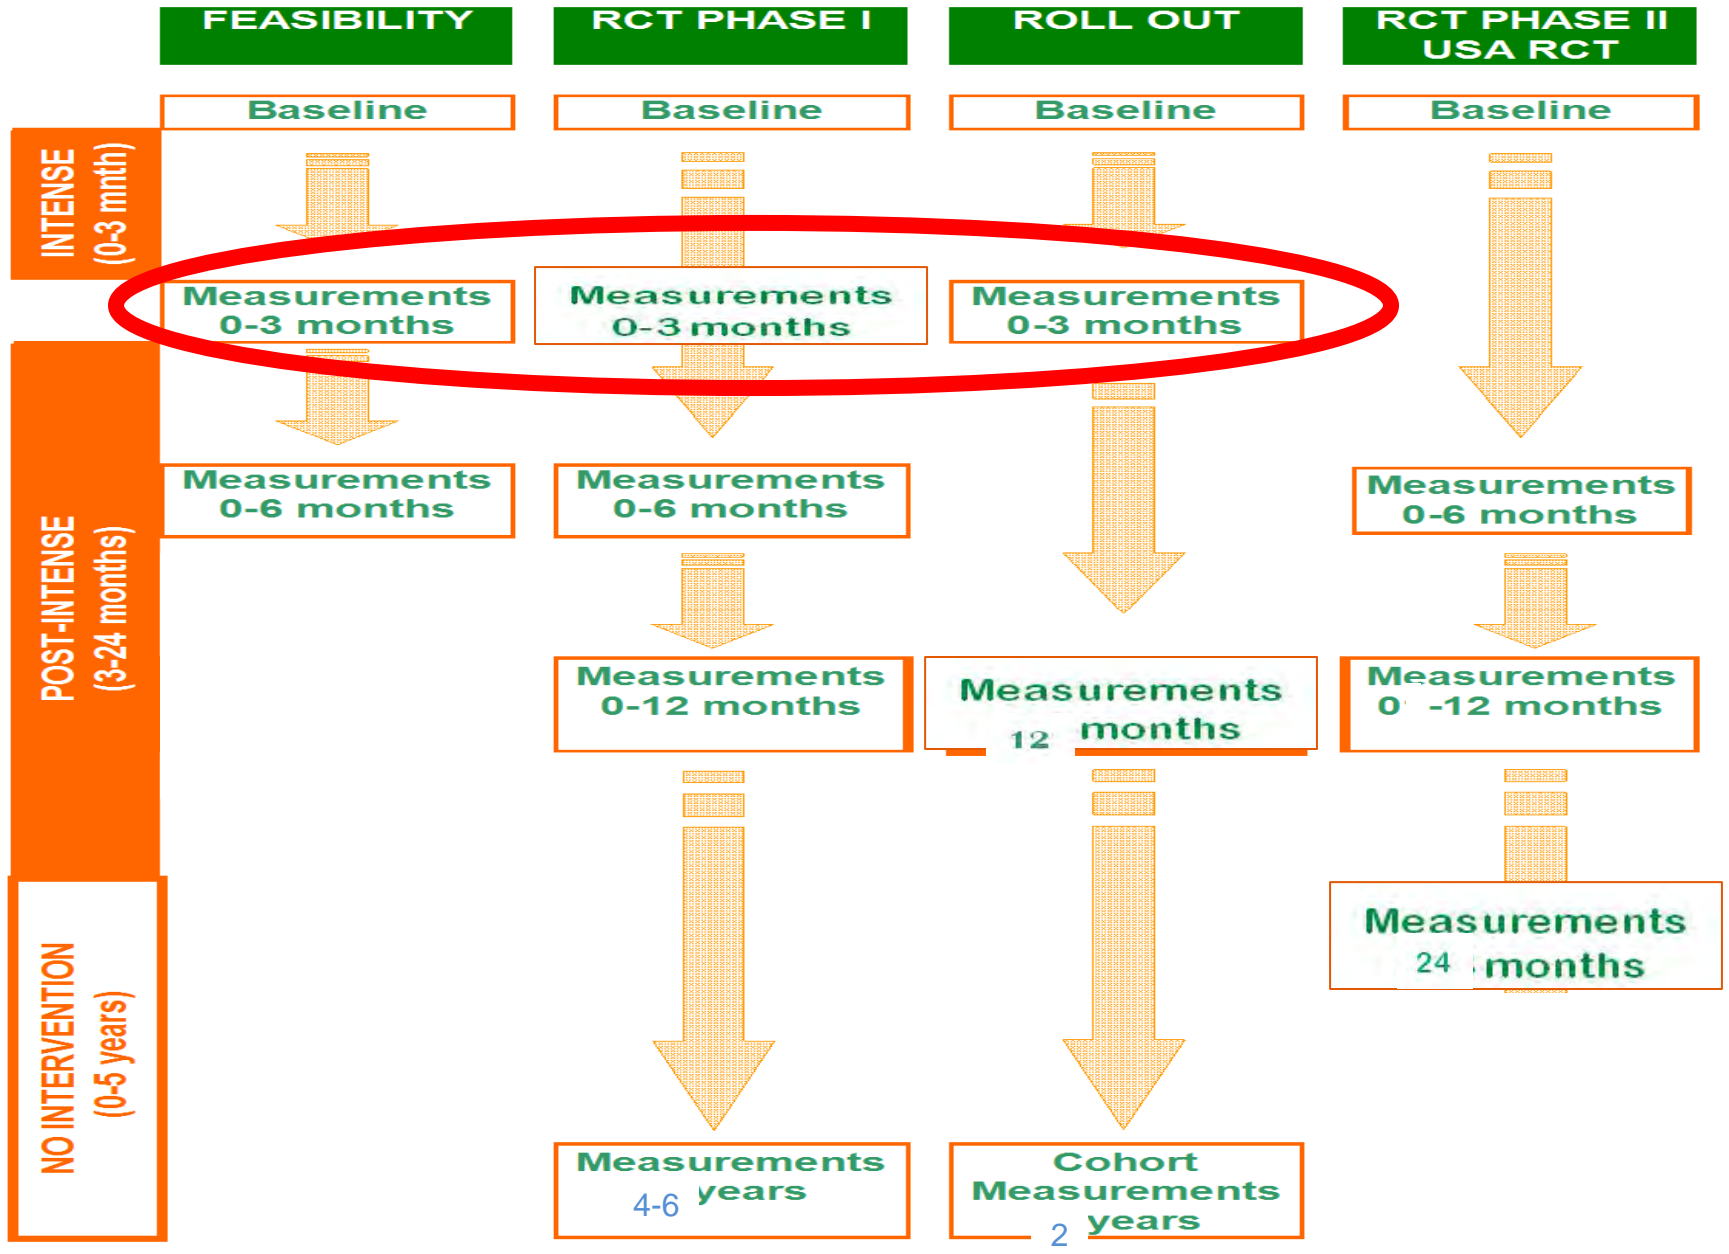 FEASIBILITY
RCT PHASE I
ROLL OUT
RCT PHASE II
USA RCT
Baseline
Baseline
Baseline
Baseline
INTENSE
(0-3 mnth)
Measurements
0-3 months
Measurements
0-3 months
Measurements
0-3 months
POST-INTENSE
(3-24 months)
Measurements
0-6 months
Measurements
0-6 months
Measurements
0-6 months
Measurements
0-12 months
Measurements
12 months
Measurements
0 -12 months
NO INTERVENTION
(0-5 years)
Measurements
24 months
Measurements
4-6 years
Cohort
Measurements
2 years